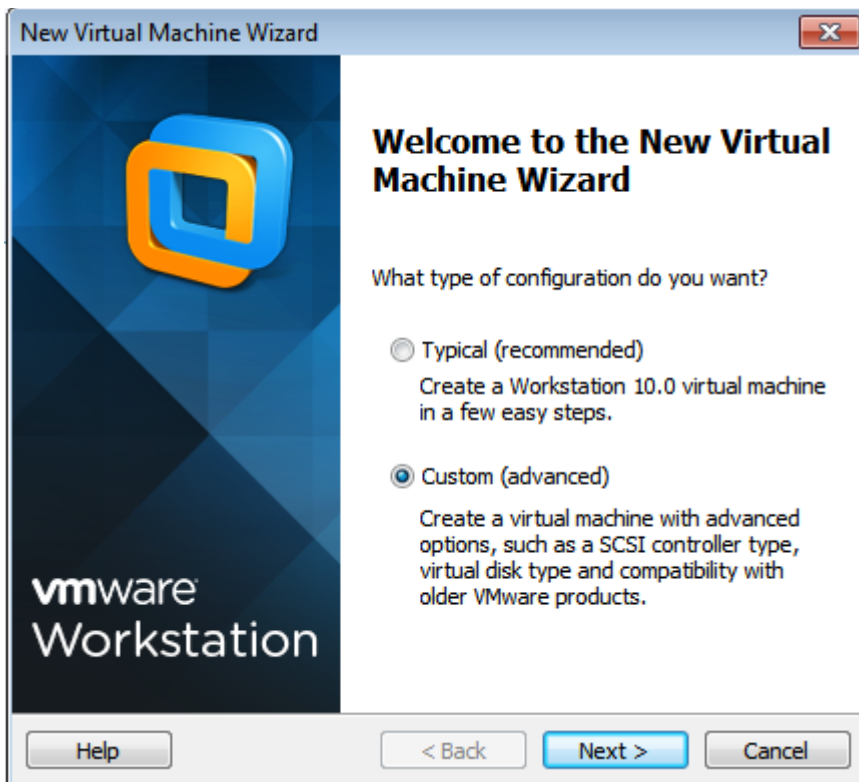 New Virtual Machine Wizard
Welcome to the New Virtual
Machine Wizard
What type of configuration do you want?
Typical (recommended)
Create a Workstation 10.0 virtual machine
in a few easy steps.
Custom (advanced)
Create a virtual machine with advanced
options, such as a SCSI controller type,
virtual disk type and compatibility with
older VMware products.
vmware
Workstation
Help
< Back
Next >
Cancel